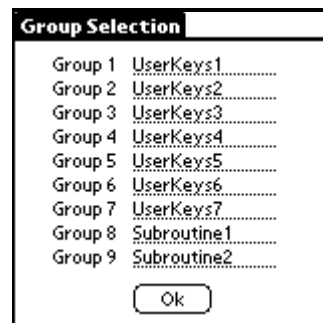 Group Selection
Group 1 UserKeys1
Group 2 UserKeys2
Group 3 UserKeys3
Group 4 UserKeys4
Group 5 UserKeys5
Group 6 UserKeys6
Group 7 UserKeys7
Group 8 Subroutine1
Group 9 Subroutine2
Ok